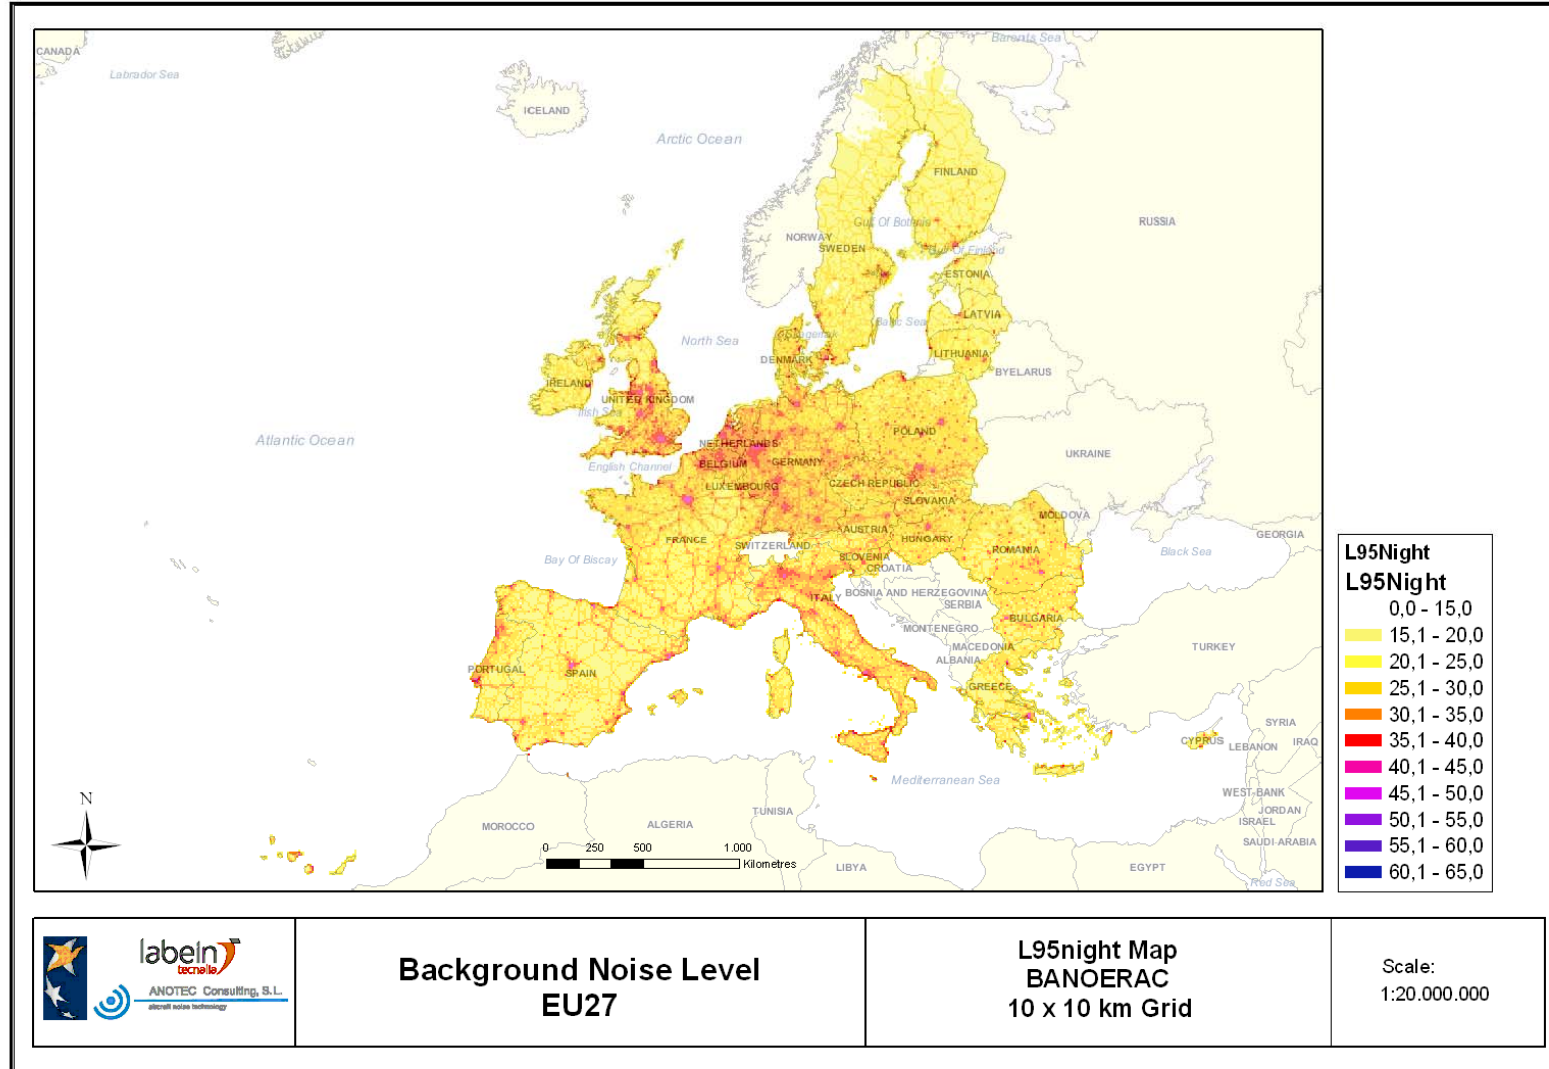 CANADA
Labrador Sea
ICELAND
Arctic Ocean
Barents Sea
FINLAND
RUSSIA
Gulf Of Bothnia
NORWAY
SWEDEN
Gulf Of Finland
ESTONIA
LATVIA
Baltic Sea
North Sea
Skagerrak
DENMARK
LITHUANIA
BYELARUS
IRELAND
UNITED KINGDOM
Irish Sea
Atlantic Ocean
NETHERLANDS
POLAND
UKRAINE
English Channel
BELGIUM
GERMANY
LUXEMBOURG
CZECH REPUBLIC
SLOVAKIA
MOLDOVA
FRANCE
SWITZERLAND
AUSTRIA
HUNGARY
ROMANIA
GEORGIA
Bay Of Biscay
SLOVENIA
CROATIA
Black Sea
ITALY
BOSNIA AND HERZEGOVINA
SERBIA
MONTENEGRO
BULGARIA
MACEDONIA
ALBANIA
TURKEY
PORTUGAL
SPAIN
GREECE
SYRIA
CYPRUS
LEBANON
IRAQ
Mediterranean Sea
WEST-BANK
JORDAN
ISRAEL
SAUDI ARABIA
TUNISIA
MOROCCO
ALGERIA
LIBYA
EGYPT
Red Sea
N
0 250 500 1.000
Kilometres
L95Night
L95Night
0,0 - 15,0
15,1 - 20,0
20,1 - 25,0
25,1 - 30,0
30,1 - 35,0
35,1 - 40,0
40,1 - 45,0
45,1 - 50,0
50,1 - 55,0
55,1 - 60,0
60,1 - 65,0
labein
tecnalia
ANOTEC Consulting, S.L.
aircraft noise technology
Background Noise Level
EU27
L95night Map
BANOERAC
10 x 10 km Grid
Scale:
1:20.000.000